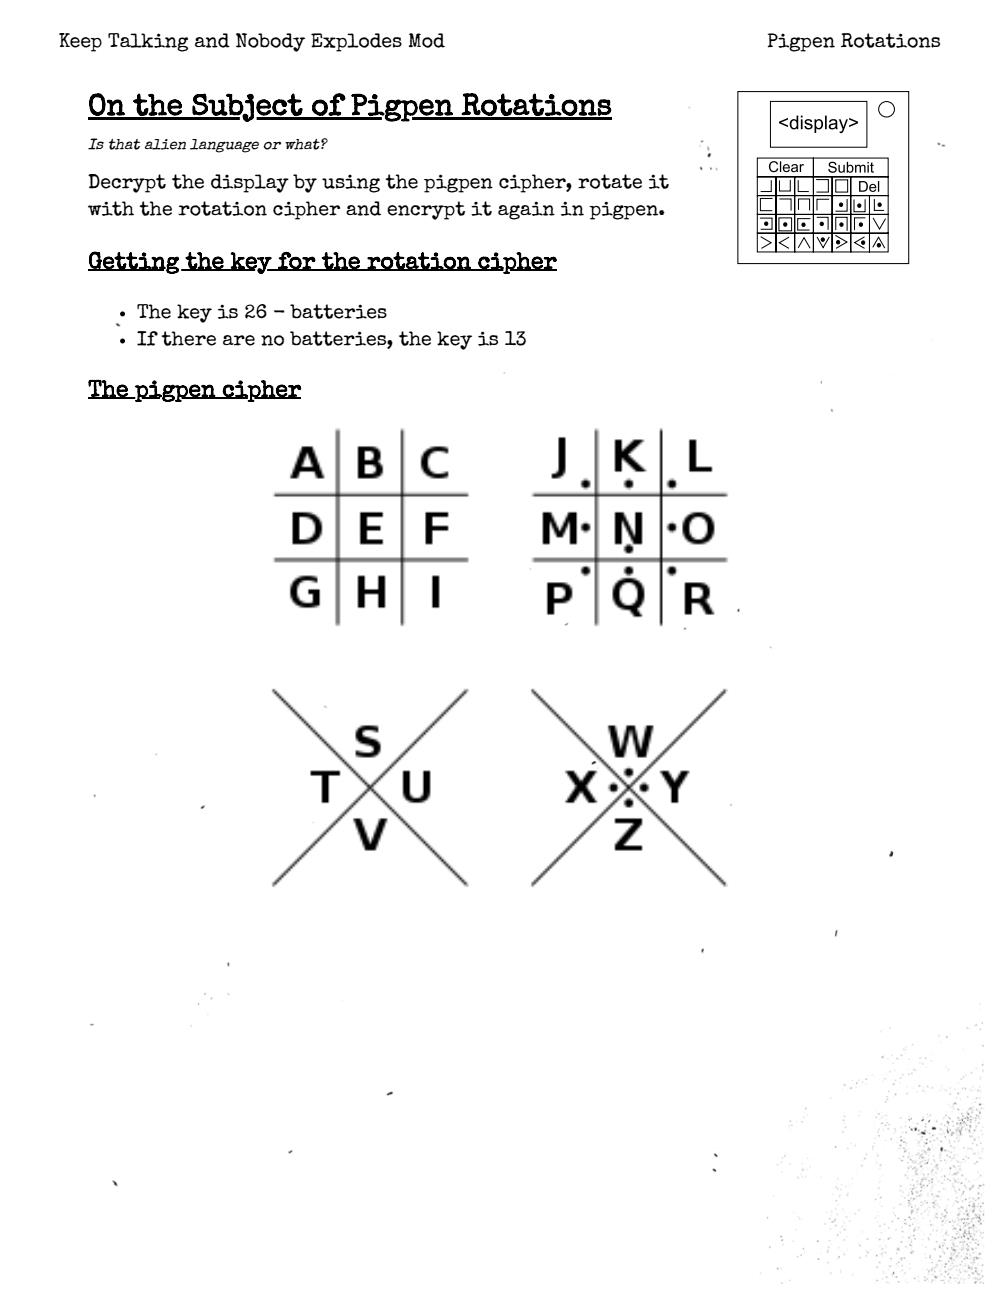 Keep Talking and Nobody Explodes Mod
Pigpen Rotations
On the Subject of Pigpen Rotations
<display>
Is that alien language or what?
Clear Submit
Decrypt the display by using the pigpen cipher, rotate it
Del
with the rotation cipher and encrypt it again in pigpen.
Getting the key for the rotation cipher
• The key is 26 - batteries
• If there are no batteries, the key is 13
The pigpen cipher
A B C
D E F
G H I
J K L
M N O
P Q R
S
T U
V
W
X Y
Z